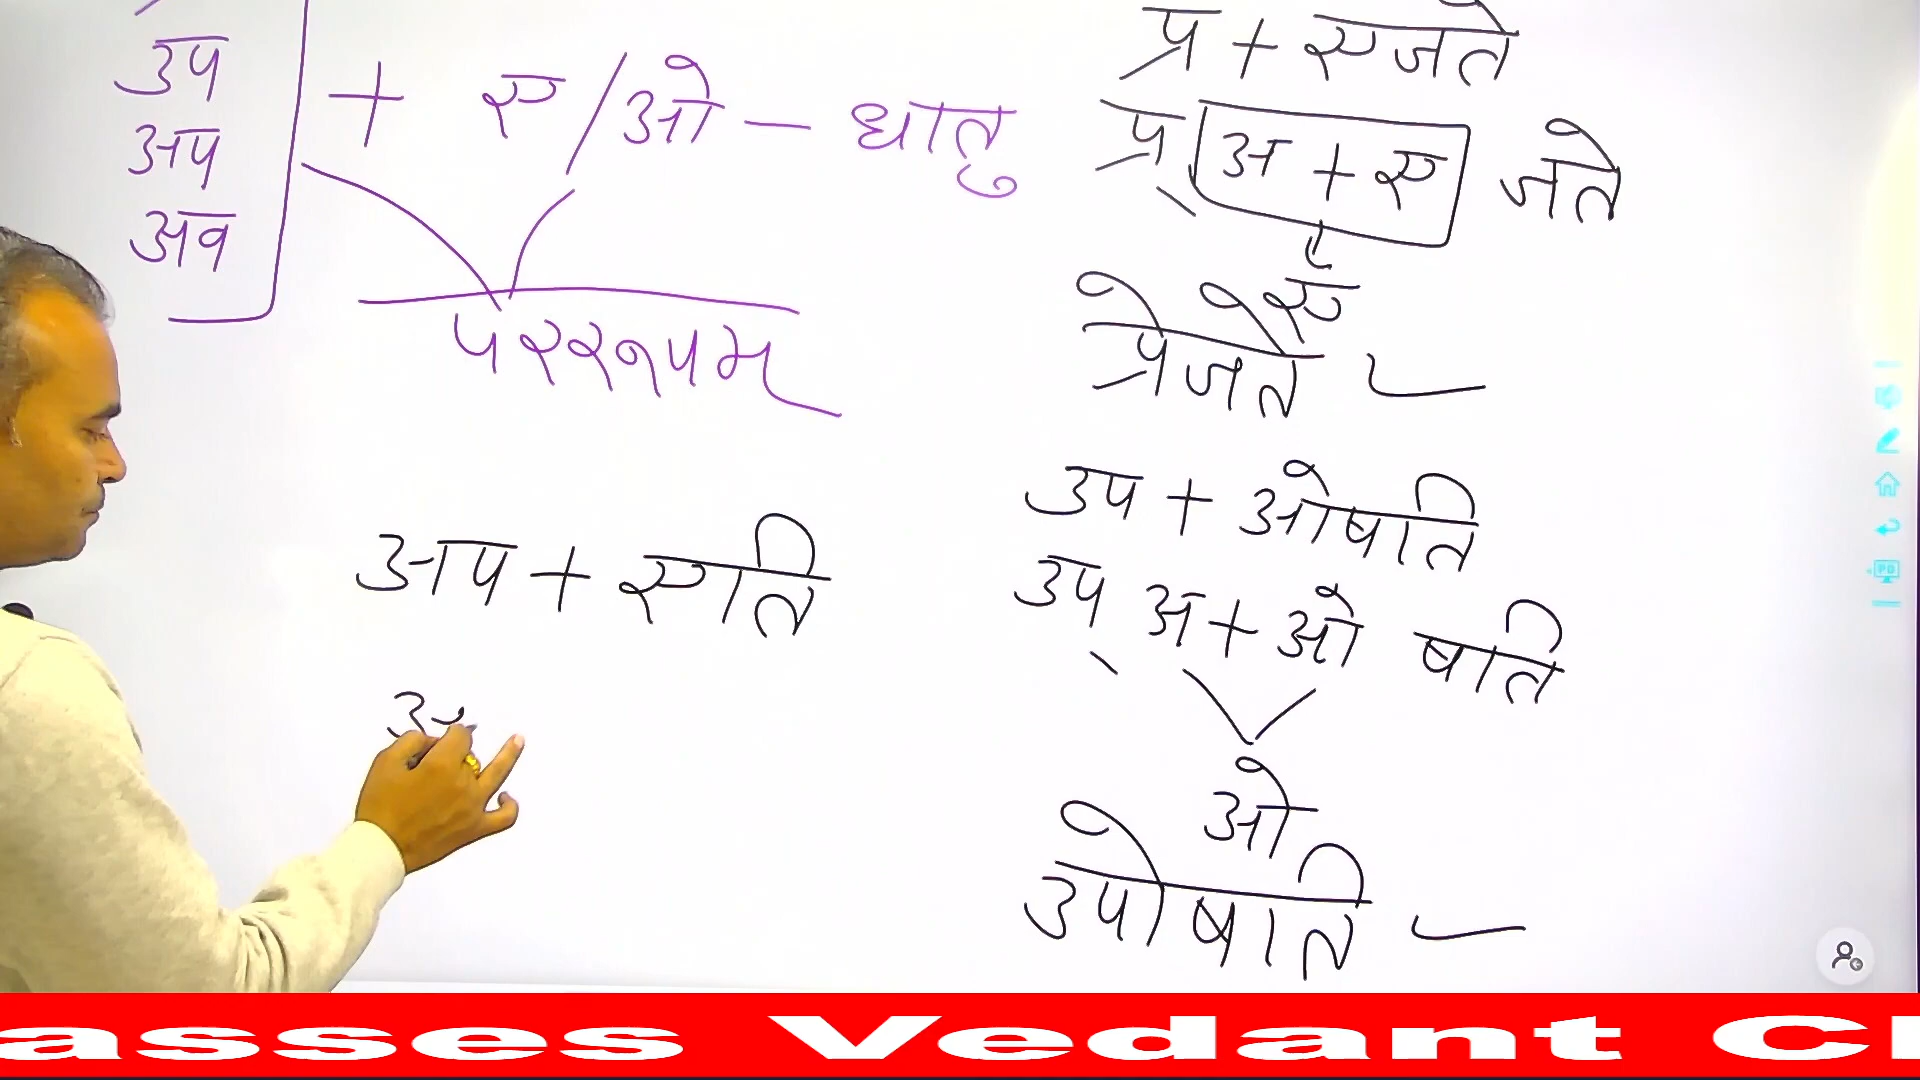 उप
अप
अव
+ ए/ओ – धातु
पररूपम्
प्र + एजते
प्र् अ + ए जते
ए
प्रेजते
उप + ओषति
उप् अ + ओ षति
ओ
उपोषति
अप + एति
asses Vedant Cl